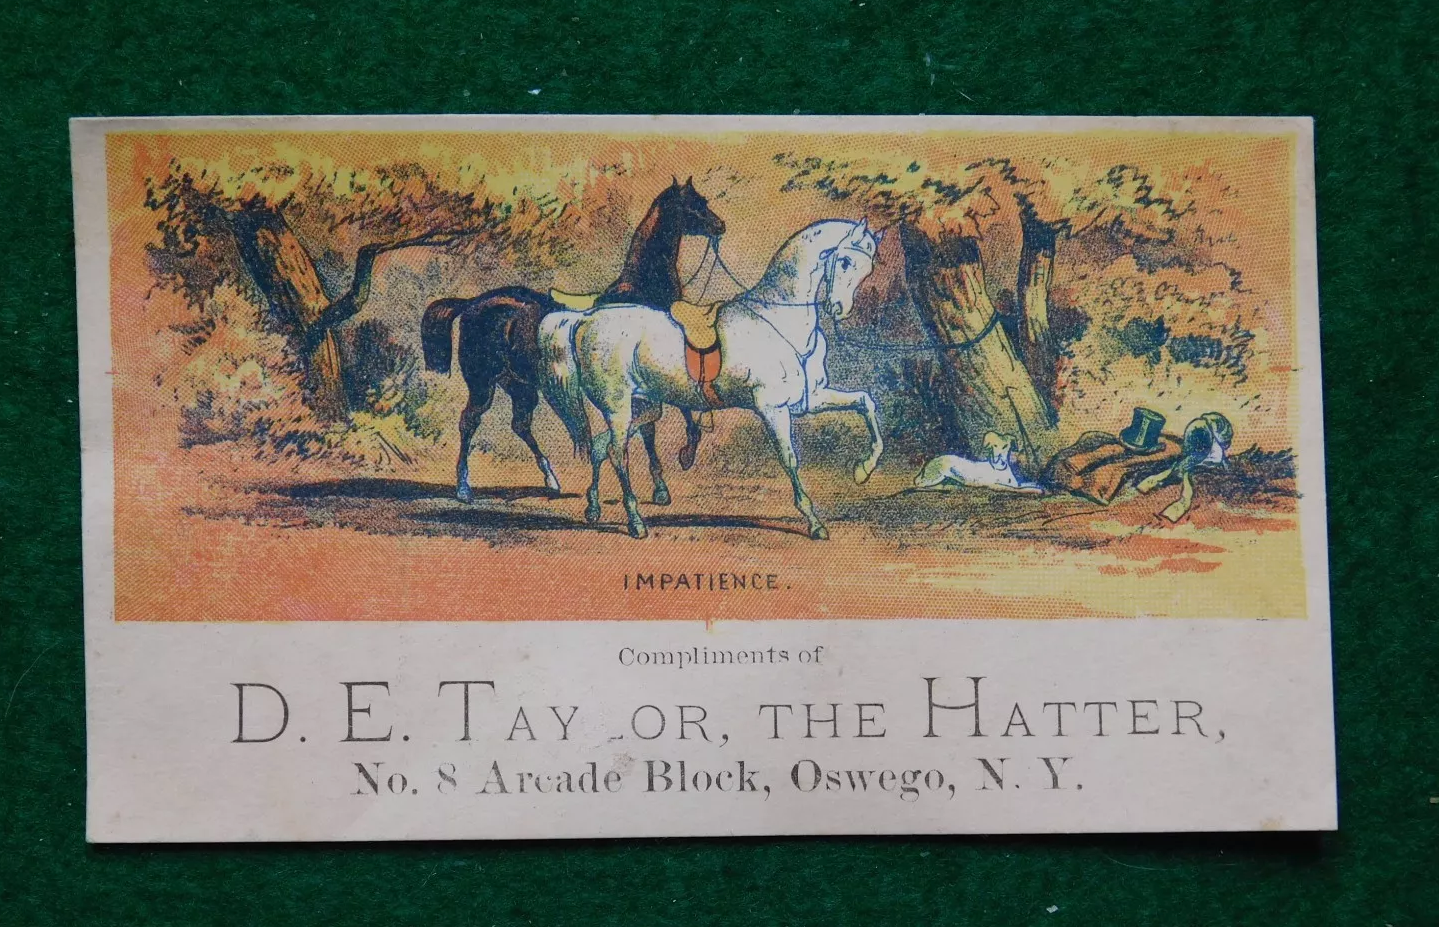 IMPATIENCE.
Compliments of
D. E. TAYLOR, THE HATTER,
No. 8 Arcade Block, Oswego, N. Y.